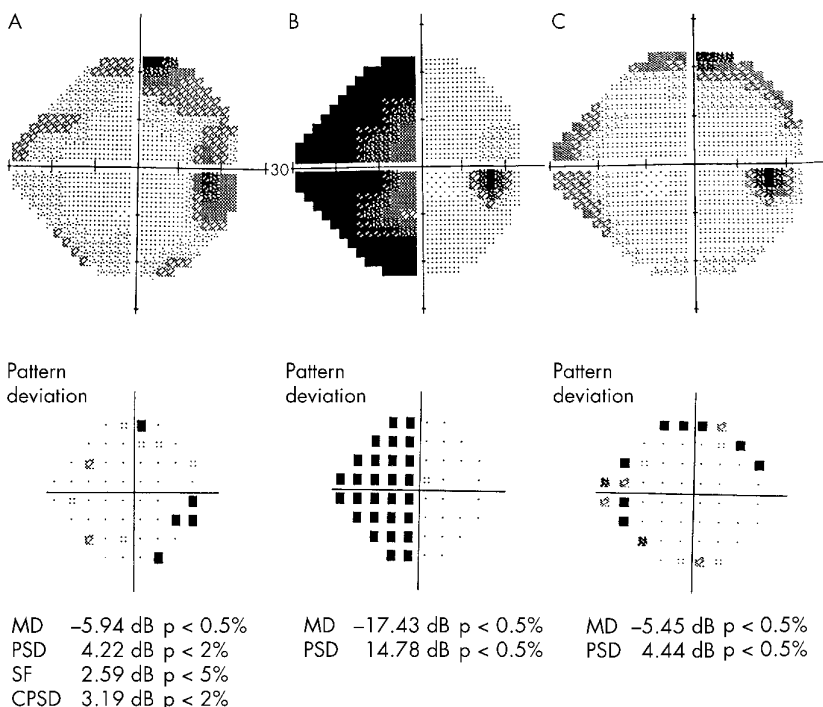 A B C
30
Pattern deviation
Pattern deviation
Pattern deviation
MD –5.94 dB p < 0.5%
PSD 4.22 dB p < 2%
SF 2.59 dB p < 5%
CPSD 3.19 dB p < 2%
MD –17.43 dB p < 0.5%
PSD 14.78 dB p < 0.5%
MD –5.45 dB p < 0.5%
PSD 4.44 dB p < 0.5%